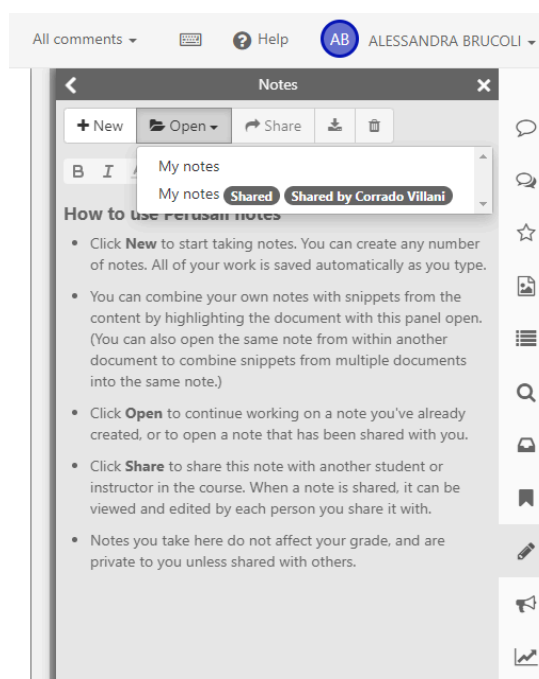 All comments Help AB ALESSANDRA BRUCOLI
Notes
New Open Share
B I
My notes
My notes Shared Shared by Corrado Villani
How to use Perusall notes
• Click New to start taking notes. You can create any number
of notes. All of your work is saved automatically as you type.
• You can combine your own notes with snippets from the
content by highlighting the document with this panel open.
(You can also open the same note from within another
document to combine snippets from multiple documents
into the same note.)
• Click Open to continue working on a note you've already
created, or to open a note that has been shared with you.
• Click Share to share this note with another student or
instructor in the course. When a note is shared, it can be
viewed and edited by each person you share it with.
• Notes you take here do not affect your grade, and are
private to you unless shared with others.